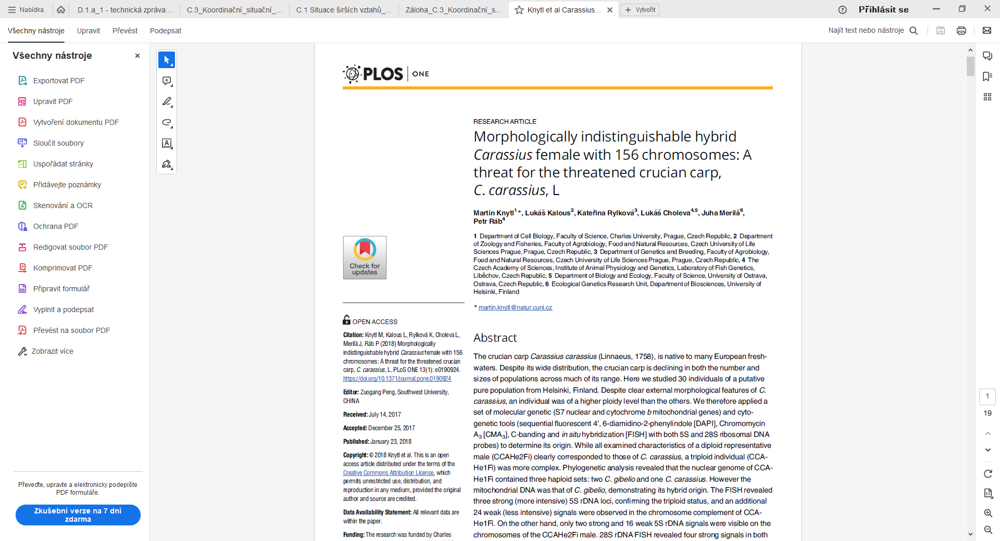 Nabídka
D.1.a_1 - technická zpráva....
C.3_Koordinační_situační_...
C.1 Situace širších vztahů_...
Záloha_C.3_Koordinační_s...
Knytl et al Carassius...
Vytvořit
Přihlásit se
Všechny nástroje
Upravit
Převést
Podepsat
Najít text nebo nástroje
Všechny nástroje
Exportovat PDF
Upravit PDF
Vytvoření dokumentu PDF
Sloučit soubory
Uspořádat stránky
Přidávejte poznámky
Skenování a OCR
Ochrana PDF
Redigovat soubor PDF
Komprimovat PDF
Připravit formulář
Vyplnit a podepsat
Převést na soubor PDF
Zobrazit více
Převeďte, upravte a elektronicky podepište
PDF formuláře.
Zkušební verze na 7 dní
zdarma
PLOS ONE
RESEARCH ARTICLE
Morphologically indistinguishable hybrid
Carassius female with 156 chromosomes: A
threat for the threatened crucian carp,
C. carassius, L
Martin Knytl1*, Lukáš Kalous2, Kateřina Rylková3, Lukáš Choleva4,5, Juha Merilä6,
Petr Ráb4
1 Department of Cell Biology, Faculty of Science, Charles University, Prague, Czech Republic, 2 Department
of Zoology and Fisheries, Faculty of Agrobiology, Food and Natural Resources, Czech University of Life
Sciences Prague, Prague, Czech Republic, 3 Department of Genetics and Breeding, Faculty of Agrobiology,
Food and Natural Resources, Czech University of Life Sciences Prague, Prague, Czech Republic, 4 The
Czech Academy of Sciences, Institute of Animal Physiology and Genetics, Laboratory of Fish Genetics,
Liběchov, Czech Republic, 5 Department of Biology and Ecology, Faculty of Science, University of Ostrava,
Ostrava, Czech Republic, 6 Ecological Genetics Research Unit, Department of Biosciences, University of
Helsinki, Finland
* martin.knytl@natur.cuni.cz
Check for
updates
OPEN ACCESS
Citation: Knytl M, Kalous L, Rylková K, Choleva L,
Merilä J, Ráb P (2018) Morphologically
indistinguishable hybrid Carassius female with 156
chromosomes: A threat for the threatened crucian
carp, C. carassius, L. PLoS ONE 13(1): e0190924.
https://doi.org/10.1371/journal.pone.0190924
Editor: Zuogang Peng, Southwest University,
CHINA
Received: July 14, 2017
Accepted: December 25, 2017
Published: January 23, 2018
Copyright: © 2018 Knytl et al. This is an open
access article distributed under the terms of the
Creative Commons Attribution License, which
permits unrestricted use, distribution, and
reproduction in any medium, provided the original
author and source are credited.
Data Availability Statement: All relevant data are
within the paper.
Funding: The research was funded by Charles
Abstract
The crucian carp Carassius carassius (Linnaeus, 1758), is native to many European fresh-
waters. Despite its wide distribution, the crucian carp is declining in both the number and
sizes of populations across much of its range. Here we studied 30 individuals of a putative
pure population from Helsinki, Finland. Despite clear external morphological features of C.
carassius, an individual was of a higher ploidy level than the others. We therefore applied a
set of molecular genetic (S7 nuclear and cytochrome b mitochondrial genes) and cyto-
genetic tools (sequential fluorescent 4’, 6-diamidino-2-phenylindole [DAPI], Chromomycin
A3 [CMA3], C-banding and in situ hybridization [FISH] with both 5S and 28S ribosomal DNA
probes) to determine its origin. While all examined characteristics of a diploid representative
male (CCAHe2Fi) clearly corresponded to those of C. carassius, a triploid individual (CCA-
He1Fi) was more complex. Phylogenetic analysis revealed that the nuclear genome of CCA-
He1Fi contained three haploid sets: two C. gibelio and one C. carassius. However the
mitochondrial DNA was that of C. gibelio, demonstrating its hybrid origin. The FISH revealed
three strong (more intensive) 5S rDNA loci, confirming the triploid status, and an additional
24 weak (less intensive) signals were observed in the chromosome complement of CCA-
He1Fi. On the other hand, only two strong and 16 weak 5S rDNA signals were visible on the
chromosomes of the CCAHe2Fi male. 28S rDNA FISH revealed four strong signals in both
1
19